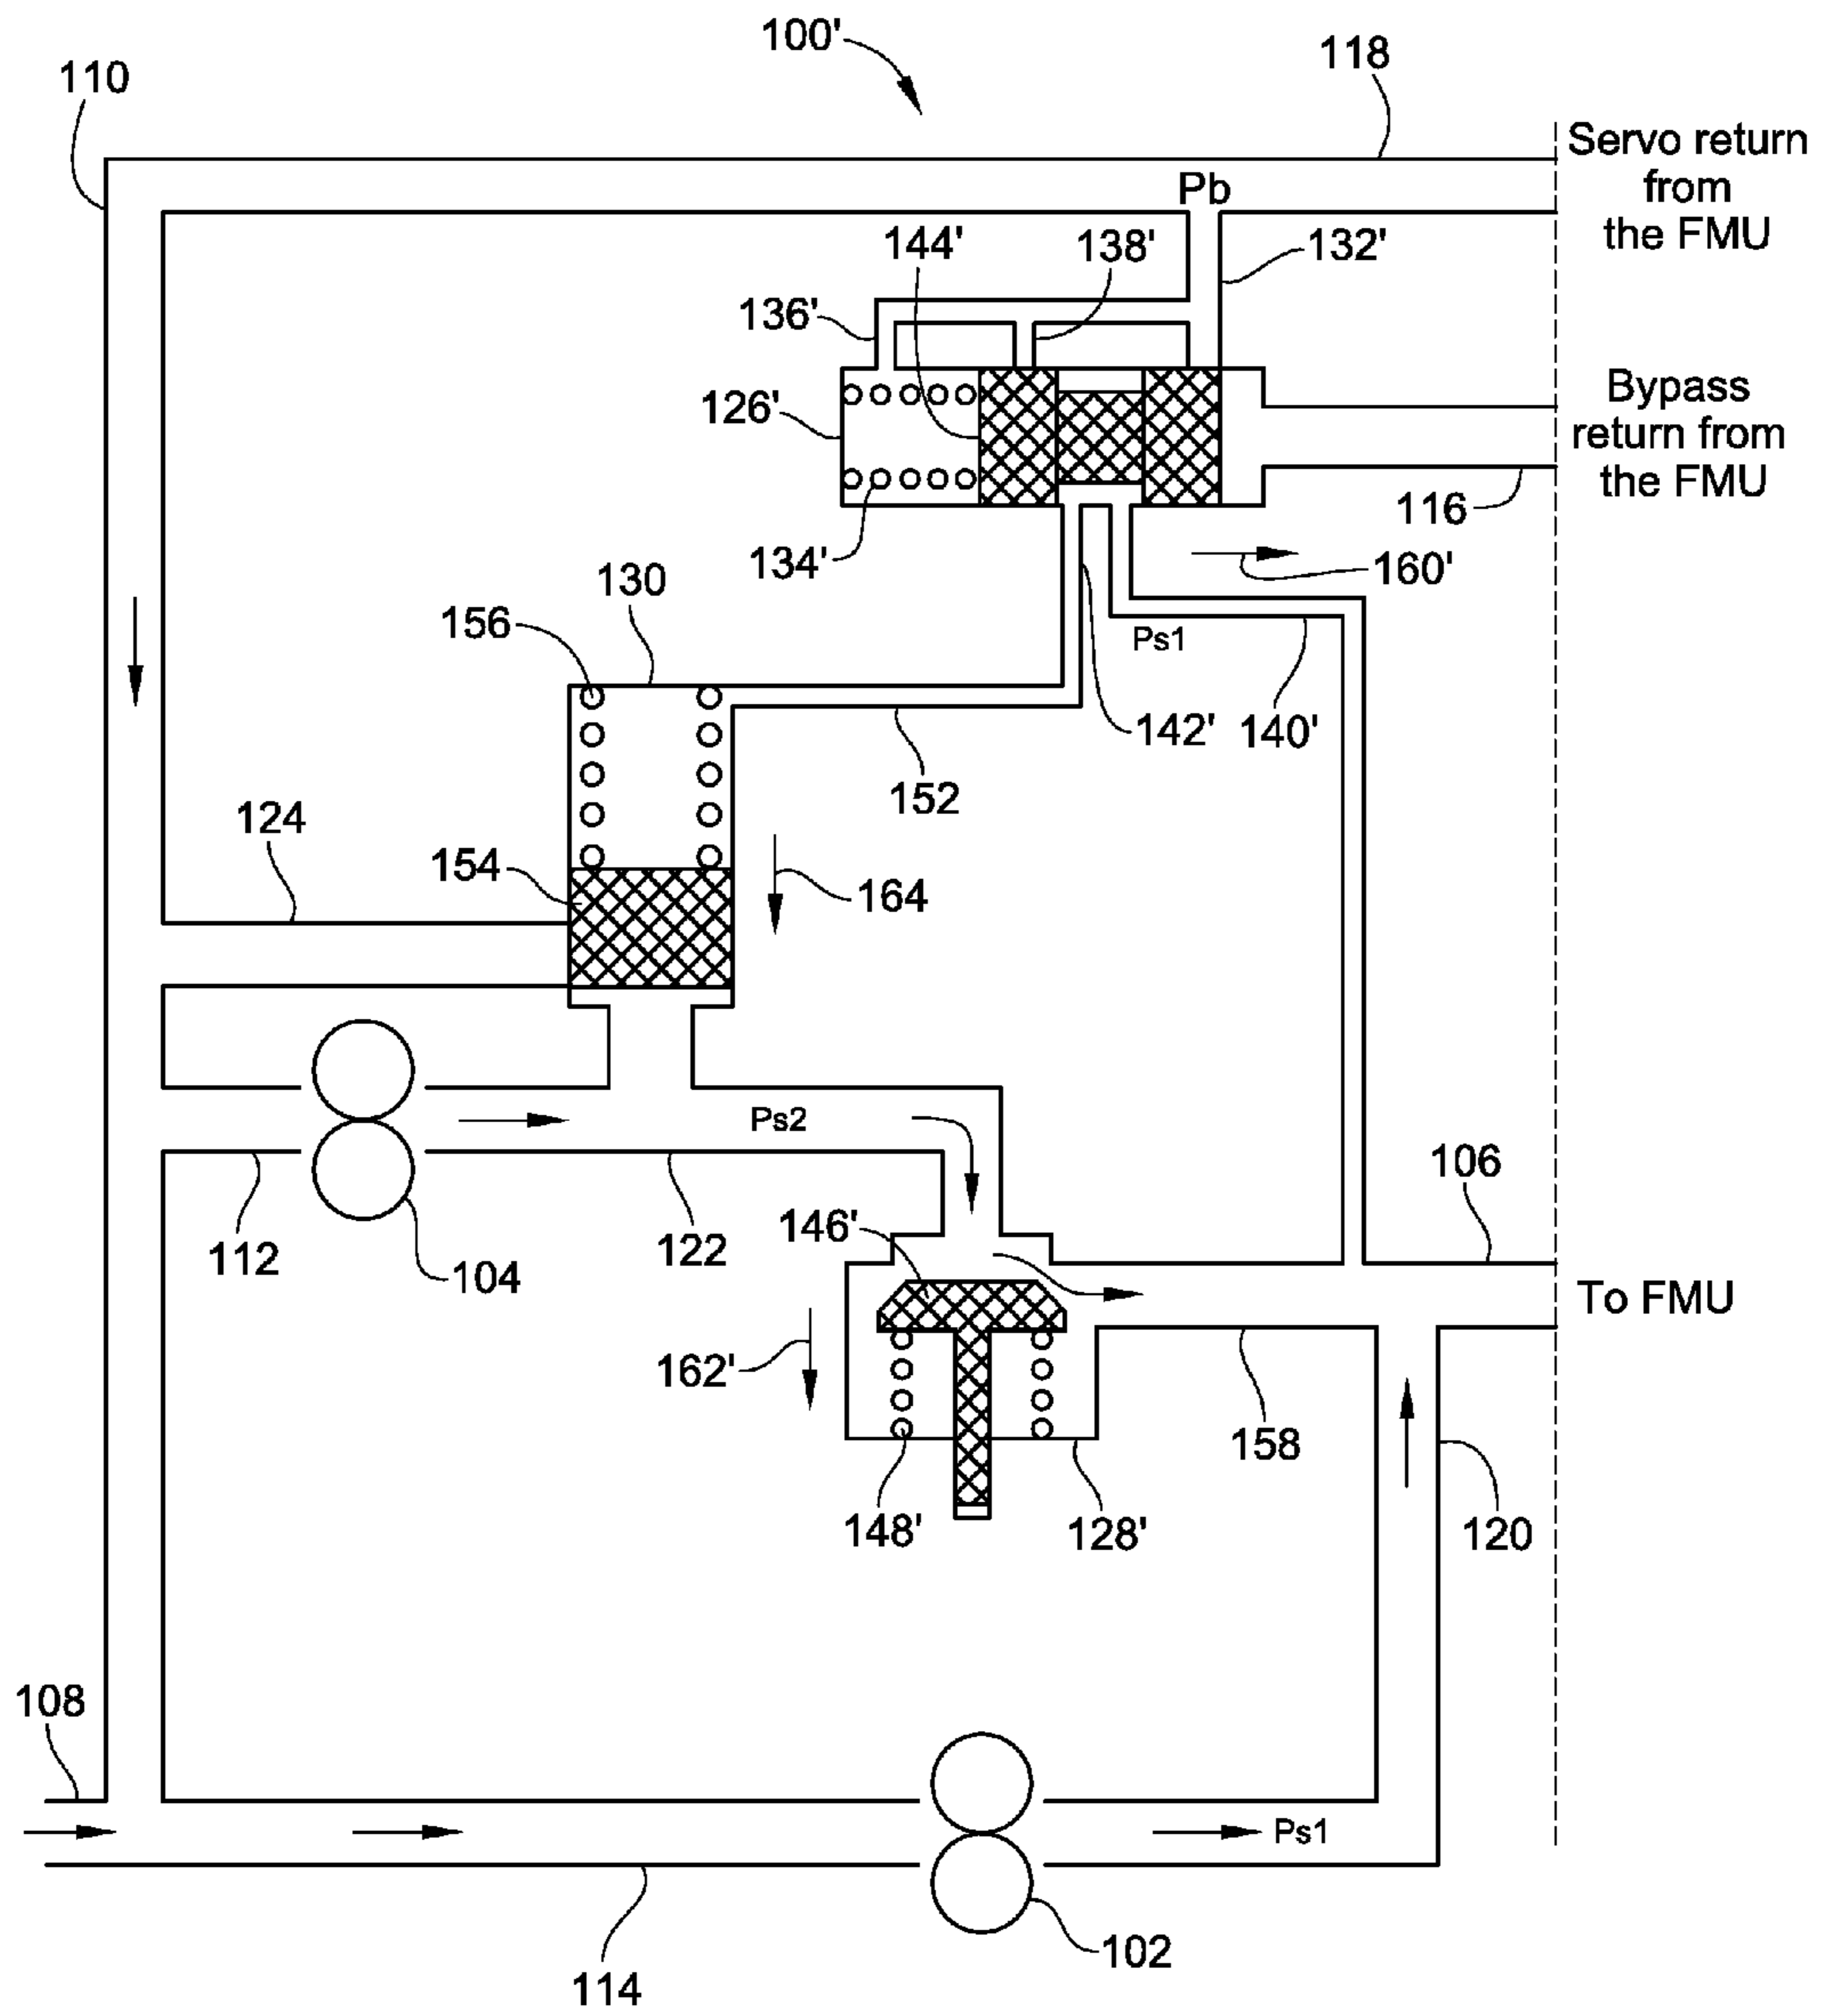 100'
118
110
Servo return
from
the FMU
Pb
144'
138'
132'
136'
Bypass
return from
the FMU
126'
116
134'
160'
130
156
Ps1
142'
140'
152
124
154
164
Ps2
106
146'
112
122
104
To FMU
162'
158
148'
128'
120
108
Ps1
102
114